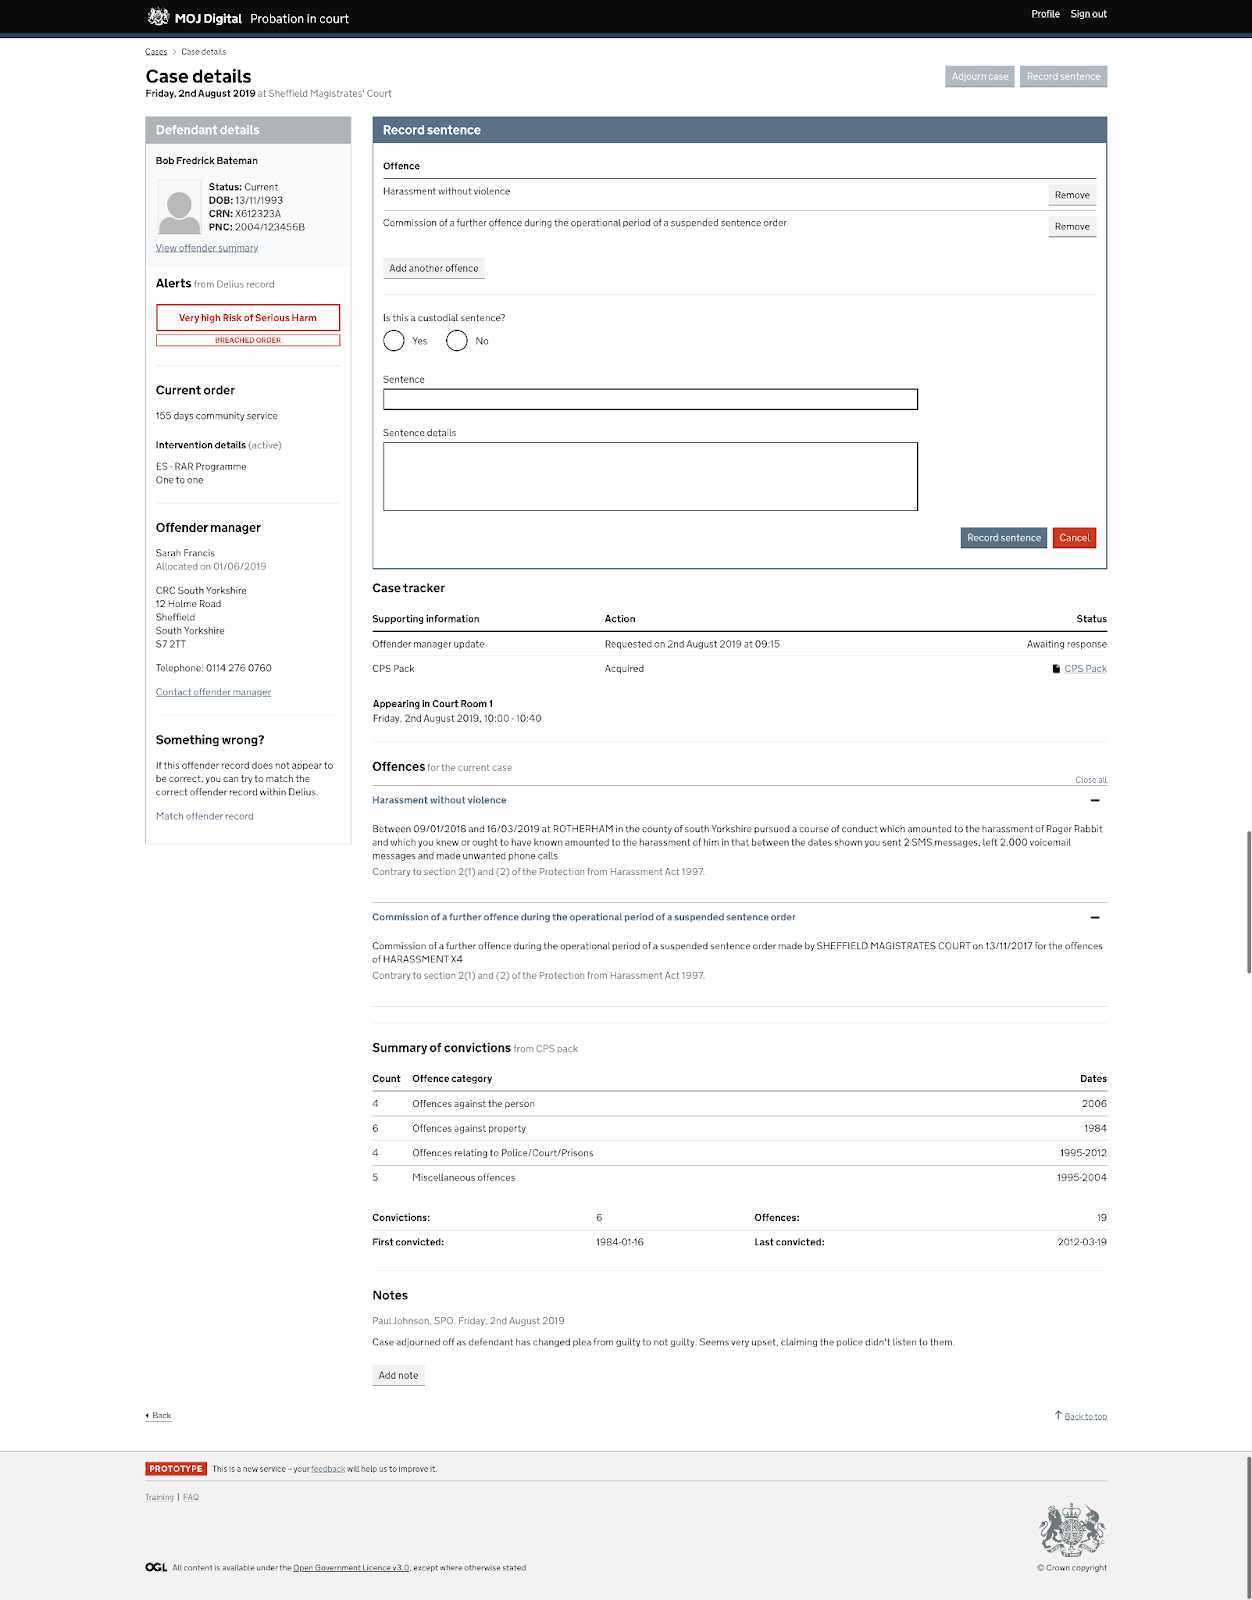 MOJ Digital Probation in court
Profile Sign out
Cases > Case details
Case details
Friday, 2nd August 2019 at Sheffield Magistrates' Court
Adjourn case Record sentence
Defendant details
Bob Fredrick Bateman
Status: Current
DOB: 13/11/1993
CRN: X612323A
PNC: 2004/123456B
View offender summary
Alerts from Delius record
Very high Risk of Serious Harm
BREACHED ORDER
Current order
155 days community service
Intervention details (active)
ES - RAR Programme
One to one
Offender manager
Sarah Francis
Allocated on 01/06/2019
CRC South Yorkshire
12 Holme Road
Sheffield
South Yorkshire
S7 2TT
Telephone: 0114 276 0760
Contact offender manager
Something wrong?
If this offender record does not appear to
be correct, you can try to match the
correct offender record within Delius.
Match offender record
Record sentence
Offence
Harassment without violence
Remove
Commission of a further offence during the operational period of a suspended sentence order
Remove
Add another offence
Is this a custodial sentence?
Yes No
Sentence
Sentence details
Record sentence Cancel
Case tracker
Supporting information Action Status
Offender manager update Requested on 2nd August 2019 at 09:15 Awaiting response
CPS Pack Acquired CPS Pack
Appearing in Court Room 1
Friday, 2nd August 2019, 10:00 - 10:40
Offences for the current case
Close all
Harassment without violence
Between 09/01/2018 and 16/03/2019 at ROTHERHAM in the county of south Yorkshire pursued a course of conduct which amounted to the harassment of Roger Rabbit
and which you knew or ought to have known amounted to the harassment of him in that between the dates shown you sent 2 SMS messages, left 2,000 voicemail
messages and made unwanted phone calls
Contrary to section 2(1) and (2) of the Protection from Harassment Act 1997.
Commission of a further offence during the operational period of a suspended sentence order
Commission of a further offence during the operational period of a suspended sentence order made by SHEFFIELD MAGISTRATES COURT on 13/11/2017 for the offences
of HARASSMENT X4
Contrary to section 2(1) and (2) of the Protection from Harassment Act 1997.
Summary of convictions from CPS pack
Count Offence category Dates
4 Offences against the person 2006
6 Offences against property 1984
4 Offences relating to Police/Court/Prisons 1995-2012
5 Miscellaneous offences 1995-2004
Convictions: 6 Offences: 19
First convicted: 1984-01-16 Last convicted: 2012-03-19
Notes
Paul Johnson, SPO. Friday, 2nd August 2019
Case adjourned off as defendant has changed plea from guilty to not guilty. Seems very upset, claiming the police didn't listen to them.
Add note
Back
Back to top
PROTOTYPE This is a new service – your feedback will help us to improve it.
Training | FAQ
OGL All content is available under the Open Government Licence v3.0, except where otherwise stated
© Crown copyright